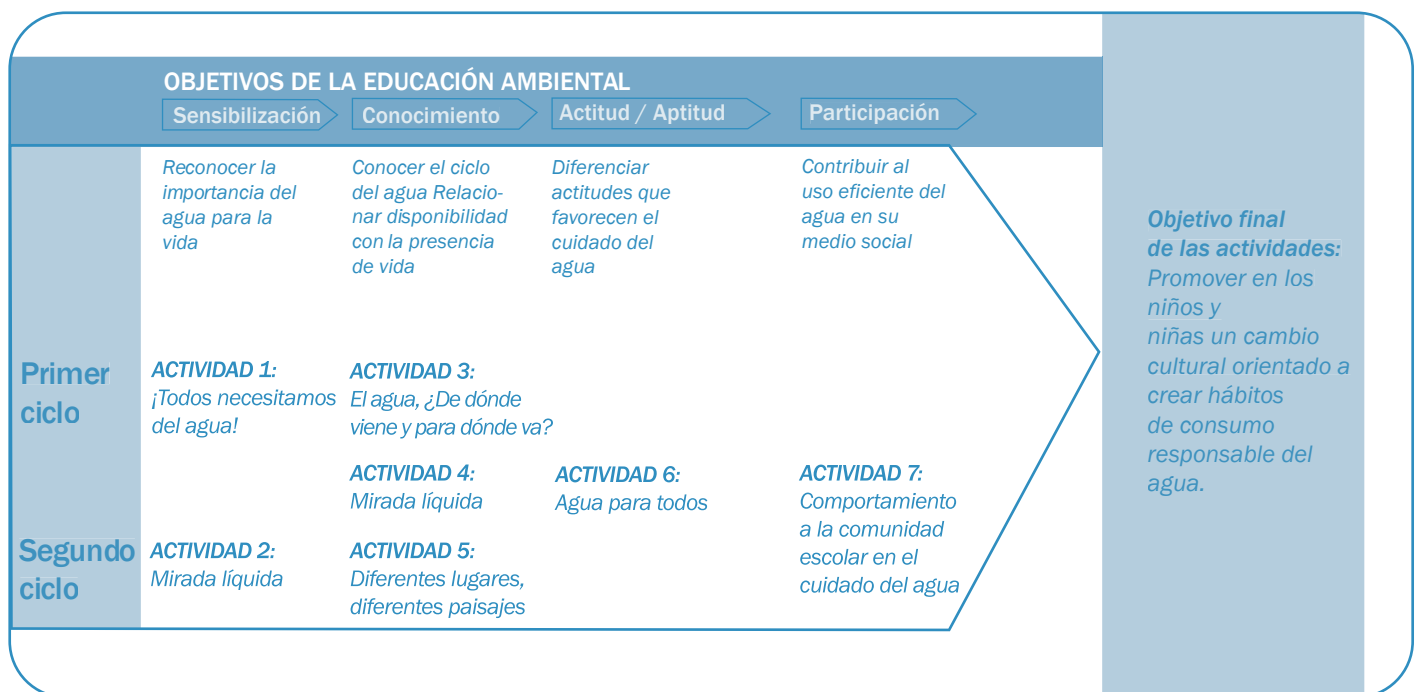 OBJETIVOS DE LA EDUCACIÓN AMBIENTAL
Sensibilización
Conocimiento
Actitud / Aptitud
Participación
Reconocer la
importancia del
agua para la
vida
Conocer el ciclo
del agua Relacio-
nar disponibilidad
con la presencia
de vida
Diferenciar
actitudes que
favorecen el
cuidado del
agua
Contribuir al
uso eficiente del
agua en su
medio social
Primer
ciclo
ACTIVIDAD 1:
¡Todos necesitamos
del agua!
ACTIVIDAD 3:
El agua, ¿De dónde
viene y para dónde va?
ACTIVIDAD 4:
Mirada líquida
ACTIVIDAD 6:
Agua para todos
ACTIVIDAD 7:
Comportamiento
a la comunidad
escolar en el
cuidado del agua
Segundo
ciclo
ACTIVIDAD 2:
Mirada líquida
ACTIVIDAD 5:
Diferentes lugares,
diferentes paisajes
Objetivo final
de las actividades:
Promover en los
niños y
niñas un cambio
cultural orientado a
crear hábitos
de consumo
responsable del
agua.